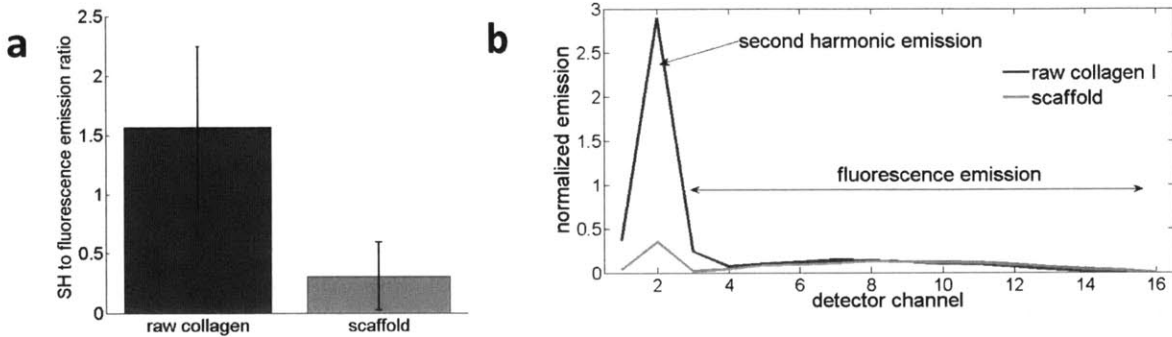 a
SH to fluorescence emission ratio
2.5
2
1.5
1
0.5
0
raw collagen
scaffold
b
normalized emission
3
2.5
2
1.5
1
0.5
0
second harmonic emission
raw collagen I
scaffold
fluorescence emission
2
4
6
8
10
12
14
16
detector channel